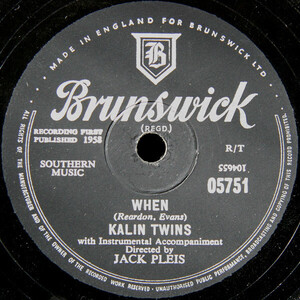 MADE IN ENGLAND FOR BRUNSWICK LTD
B
Brunswick
(REGD.)
RECORDING FIRST
PUBLISHED 1958
R/T
SOUTHERN
MUSIC
104655
05751
WHEN
(Reardon, Evans)
KALIN TWINS
with Instrumental Accompaniment
Directed by
JACK PLEIS
ALL RIGHTS OF THE MANUFACTURER AND OF THE OWNER OF THE RECORDED WORK RESERVED - UNAUTHORISED PUBLIC PERFORMANCE, BROADCASTING AND COPYING OF THIS RECORD PROHIBITED